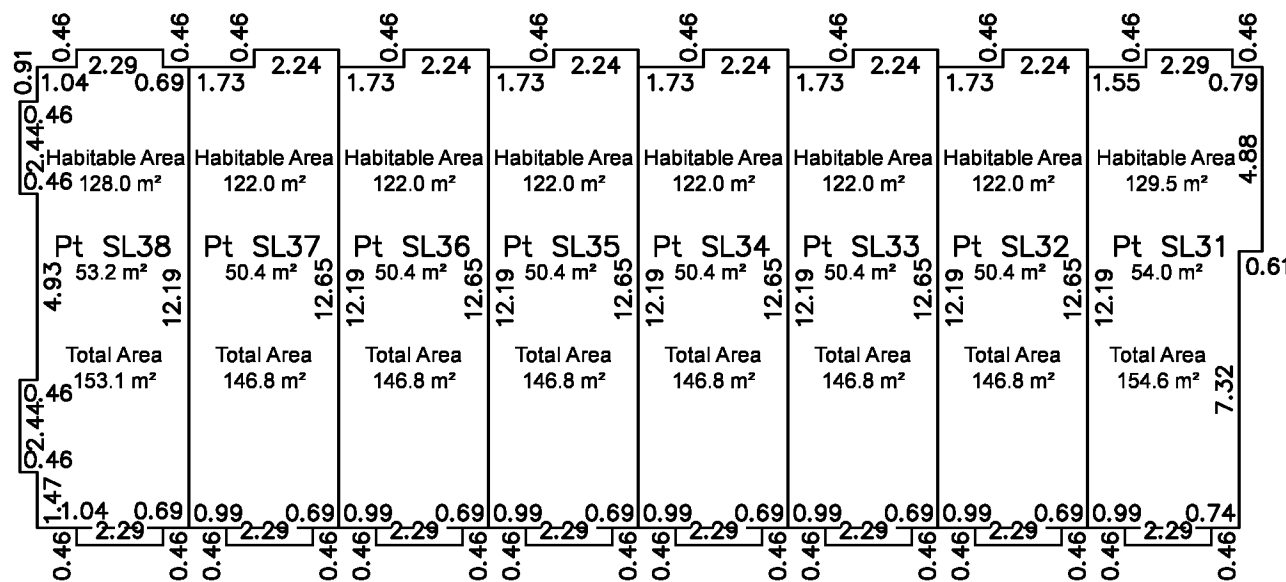 0.46 0.46 0.46 0.46 0.46 0.46 0.46 0.46 0.46 0.46
0.91 2.29 2.24 2.24 2.24 2.24 2.24 2.24 2.29
1.04 0.69 1.73 1.73 1.73 1.73 1.73 1.73 1.55 0.79
0.46
2.44
Habitable Area Habitable Area Habitable Area Habitable Area Habitable Area Habitable Area Habitable Area Habitable Area 4.88
0.46 128.0 m² 122.0 m² 122.0 m² 122.0 m² 122.0 m² 122.0 m² 122.0 m² 129.5 m²
Pt SL38 Pt SL37 Pt SL36 Pt SL35 Pt SL34 Pt SL33 Pt SL32 Pt SL31
53.2 m² 50.4 m² 50.4 m² 50.4 m² 50.4 m² 50.4 m² 50.4 m² 54.0 m² 0.61
4.93 12.19 12.65 12.19 12.65 12.19 12.65 12.19 12.65 12.19 12.65 12.19 12.65 12.19
Total Area Total Area Total Area Total Area Total Area Total Area Total Area Total Area
153.1 m² 146.8 m² 146.8 m² 146.8 m² 146.8 m² 146.8 m² 146.8 m² 154.6 m²
0.46 7.32
2.44
0.46
1.47 1.04 0.69 0.99 0.69 0.99 0.69 0.99 0.69 0.99 0.69 0.99 0.69 0.99 0.69 0.99 0.74
2.29 2.29 2.29 2.29 2.29 2.29 2.29 2.29
0.46 0.46 0.46 0.46 0.46 0.46 0.46 0.46 0.46 0.46 0.46 0.46 0.46 0.46 0.46 0.46